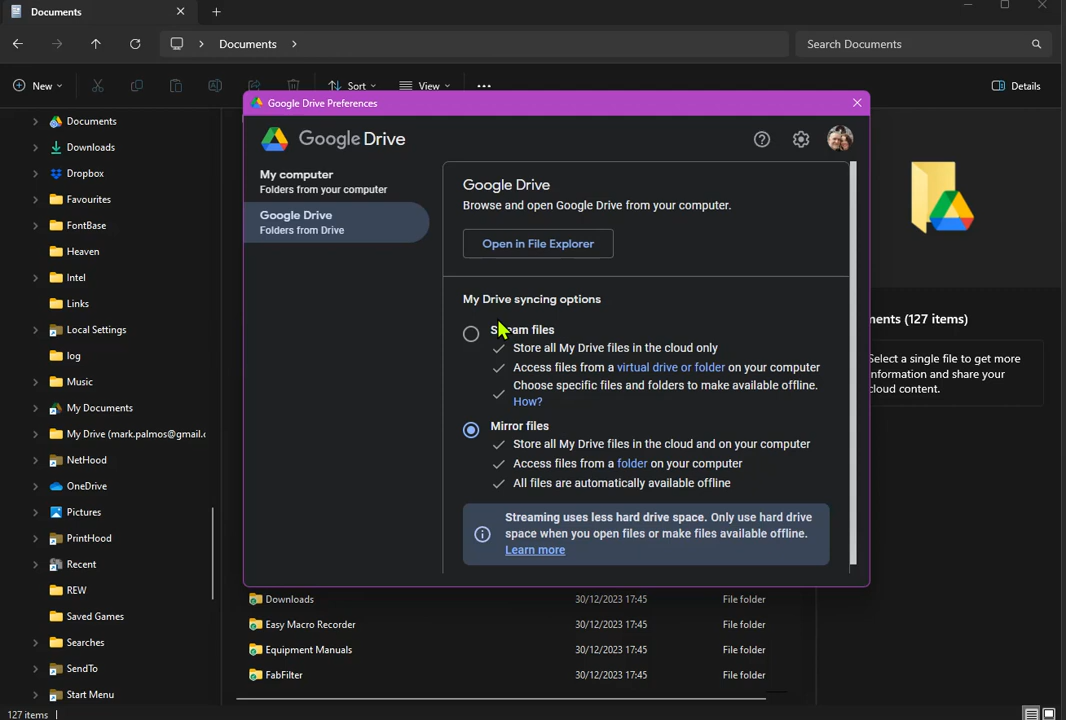 Documents
Documents
Search Documents
New
Sort
View
Details
Documents
Downloads
Dropbox
Favourites
FontBase
Heaven
Intel
Links
Local Settings
log
Music
My Documents
My Drive (mark.palmos@gmail.c
NetHood
OneDrive
Pictures
PrintHood
Recent
REW
Saved Games
Searches
SendTo
Start Menu
127 items
Google Drive Preferences
Google Drive
My computer
Folders from your computer
Google Drive
Folders from Drive
Google Drive
Browse and open Google Drive from your computer.
Open in File Explorer
My Drive syncing options
files
Store all My Drive files in the cloud only
Access files from a virtual drive or folder on your computer
Choose specific files and folders to make available offline.
How?
Mirror files
Store all My Drive files in the cloud and on your computer
Access files from a folder on your computer
All files are automatically available offline
Streaming uses less hard drive space. Only use hard drive
space when you open files or make files available offline.
Learn more
Downloads 30/12/2023 17:45 File folder
Easy Macro Recorder 30/12/2023 17:45 File folder
Equipment Manuals 30/12/2023 17:45 File folder
FabFilter 30/12/2023 17:45 File folder
ments (127 items)
Select a single file to get more
nformation and share your
cloud content.